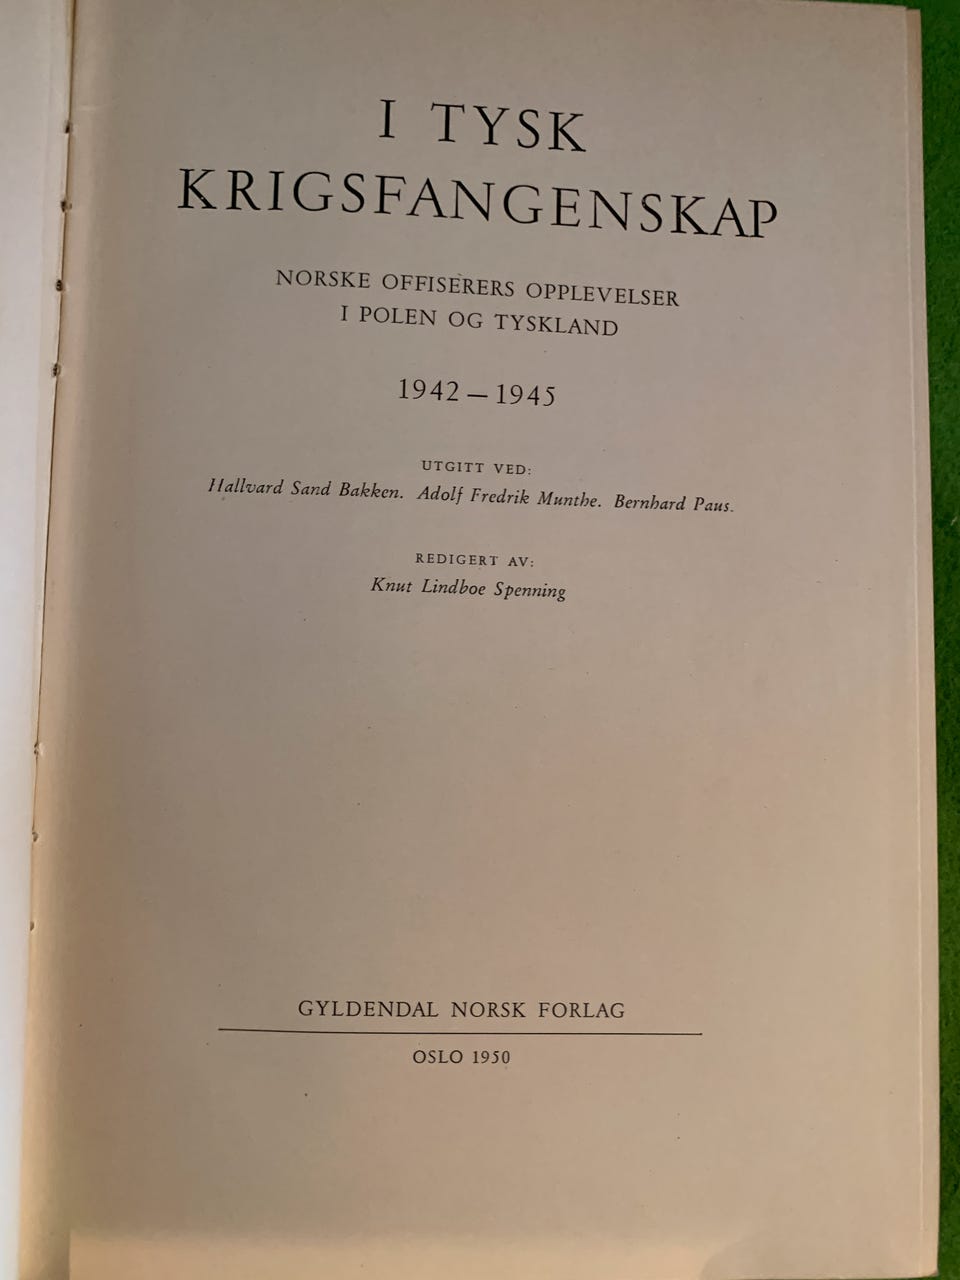 I TYSK
KRIGSFANGENSKAP
NORSKE OFFISERERS OPPLEVELSER
I POLEN OG TYSKLAND
1942 — 1945
UTGITT VED:
Hallvard Sand Bakken. Adolf Fredrik Munthe. Bernhard Paus.
REDIGERT AV:
Knut Lindboe Spenning
GYLDENDAL NORSK FORLAG
OSLO 1950